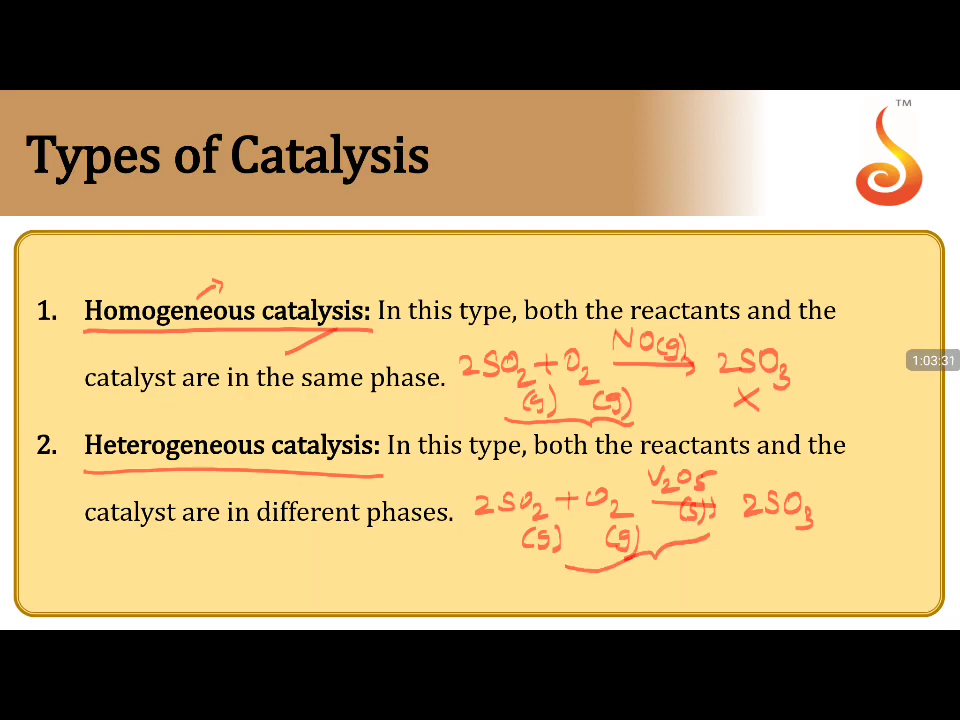 TM
Types of Catalysis
1. Homogeneous catalysis: In this type, both the reactants and the
catalyst are in the same phase. 2SO2 + O2 NO(g) 2SO3
(g) (g) X
2. Heterogeneous catalysis: In this type, both the reactants and the
catalyst are in different phases. 2SO2 + O2 V2O5 (s) 2SO3
(g) (g)
1:03:31